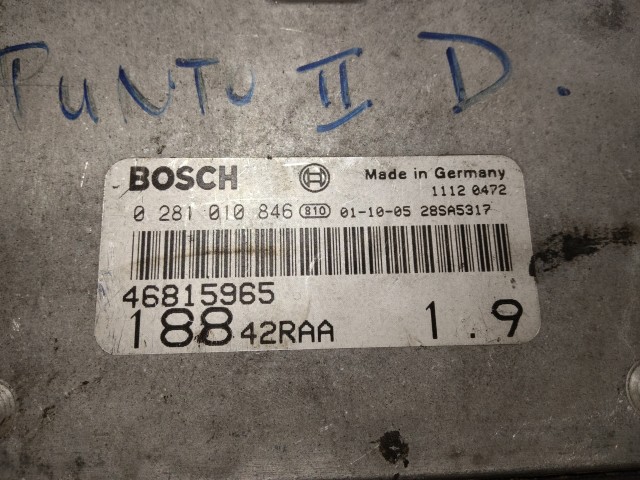 PUNTO II D.
BOSCH
Made in Germany
1112 0472
0 281 010 846 810 01-10-05 28SA5317
46815965
188 42RAA 1.9